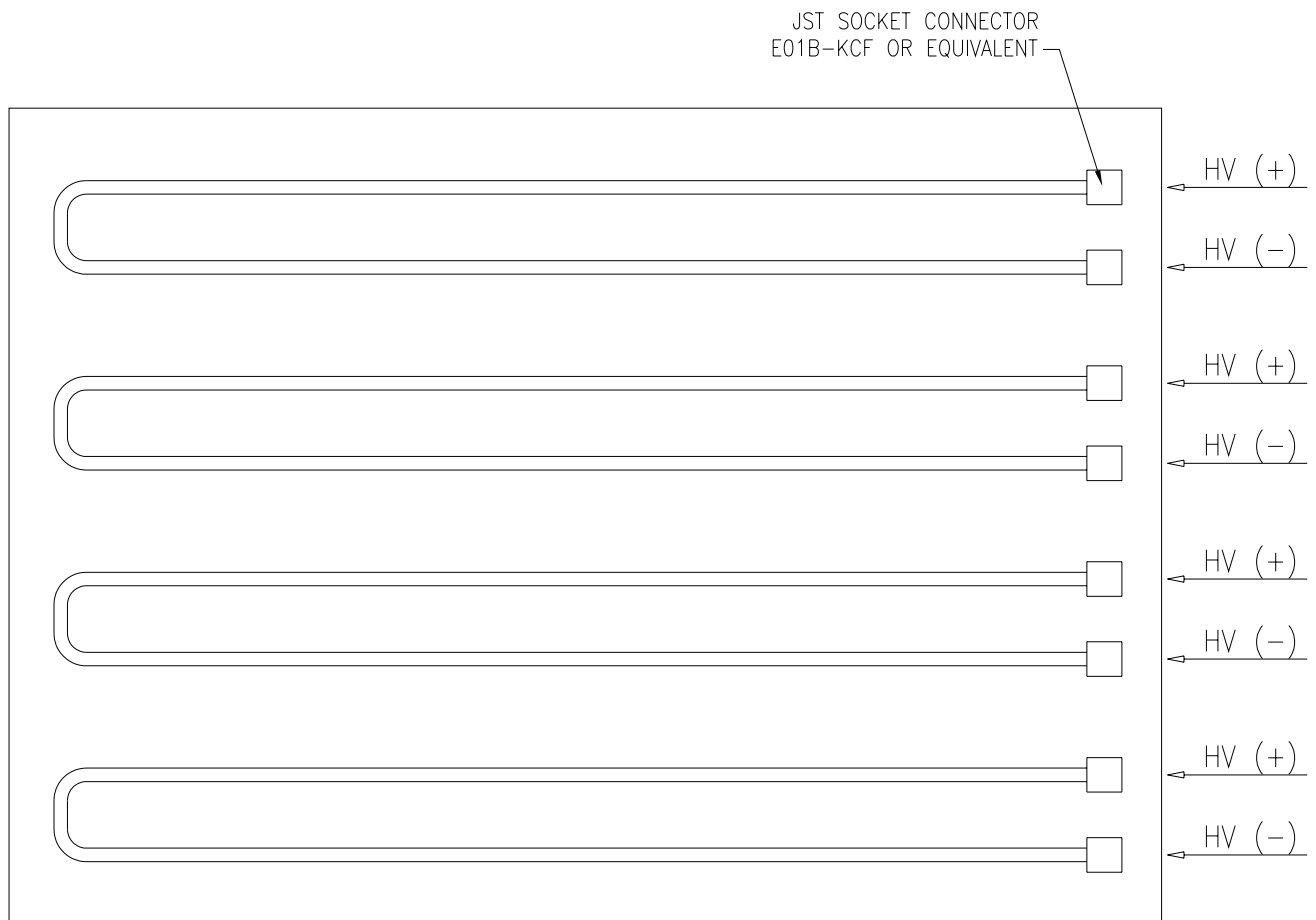 JST SOCKET CONNECTOR
E01B-KCF OR EQUIVALENT
HV (+)
HV (-)
HV (+)
HV (-)
HV (+)
HV (-)
HV (+)
HV (-)